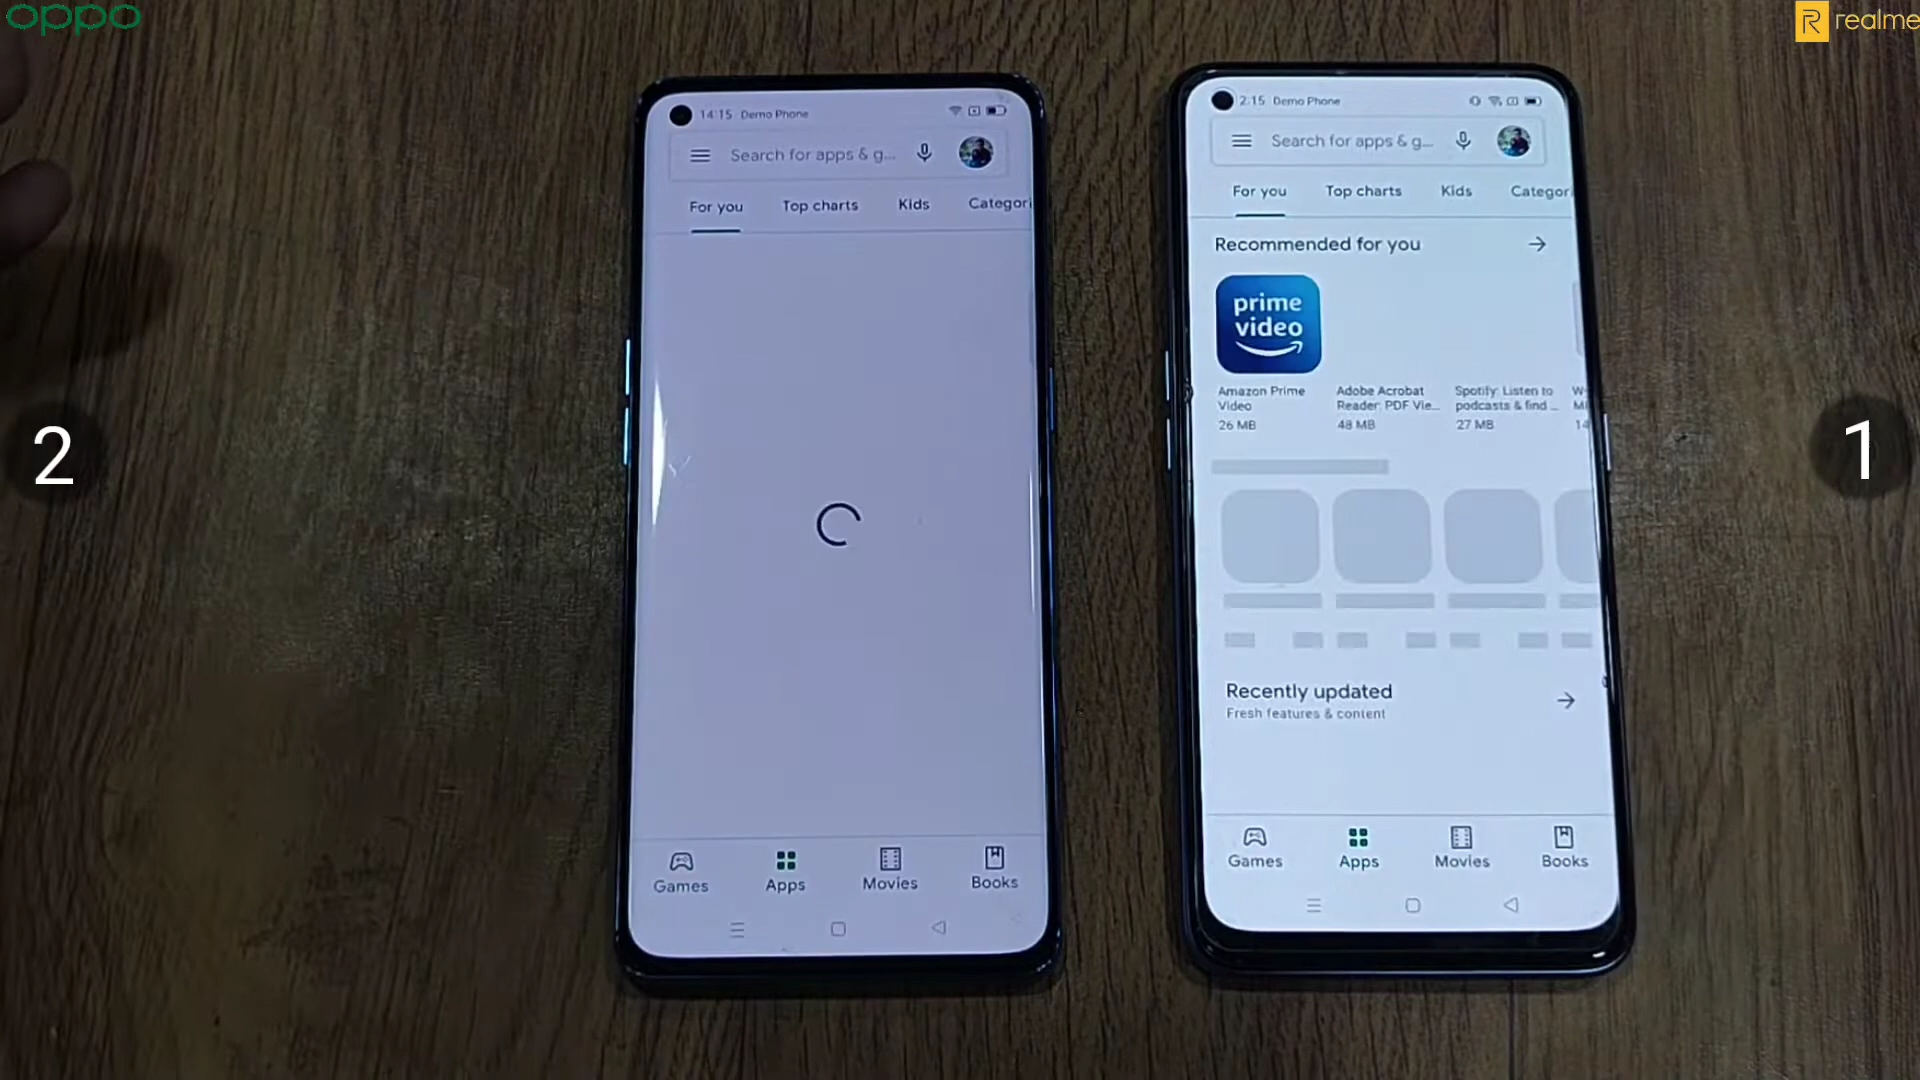 oppo
realme
2
1
14:15 Demo Phone
Search for apps & g...
For you
Top charts
Kids
Categori
Games
Apps
Movies
Books
2:15 Demo Phone
Search for apps & g...
For you
Top charts
Kids
Categor
Recommended for you
prime
video
Amazon Prime
Video
26 MB
Adobe Acrobat
Reader: PDF Vie...
48 MB
Spotify: Listen to
podcasts & find ...
27 MB
14
Recently updated
Fresh features & content
Games
Apps
Movies
Books